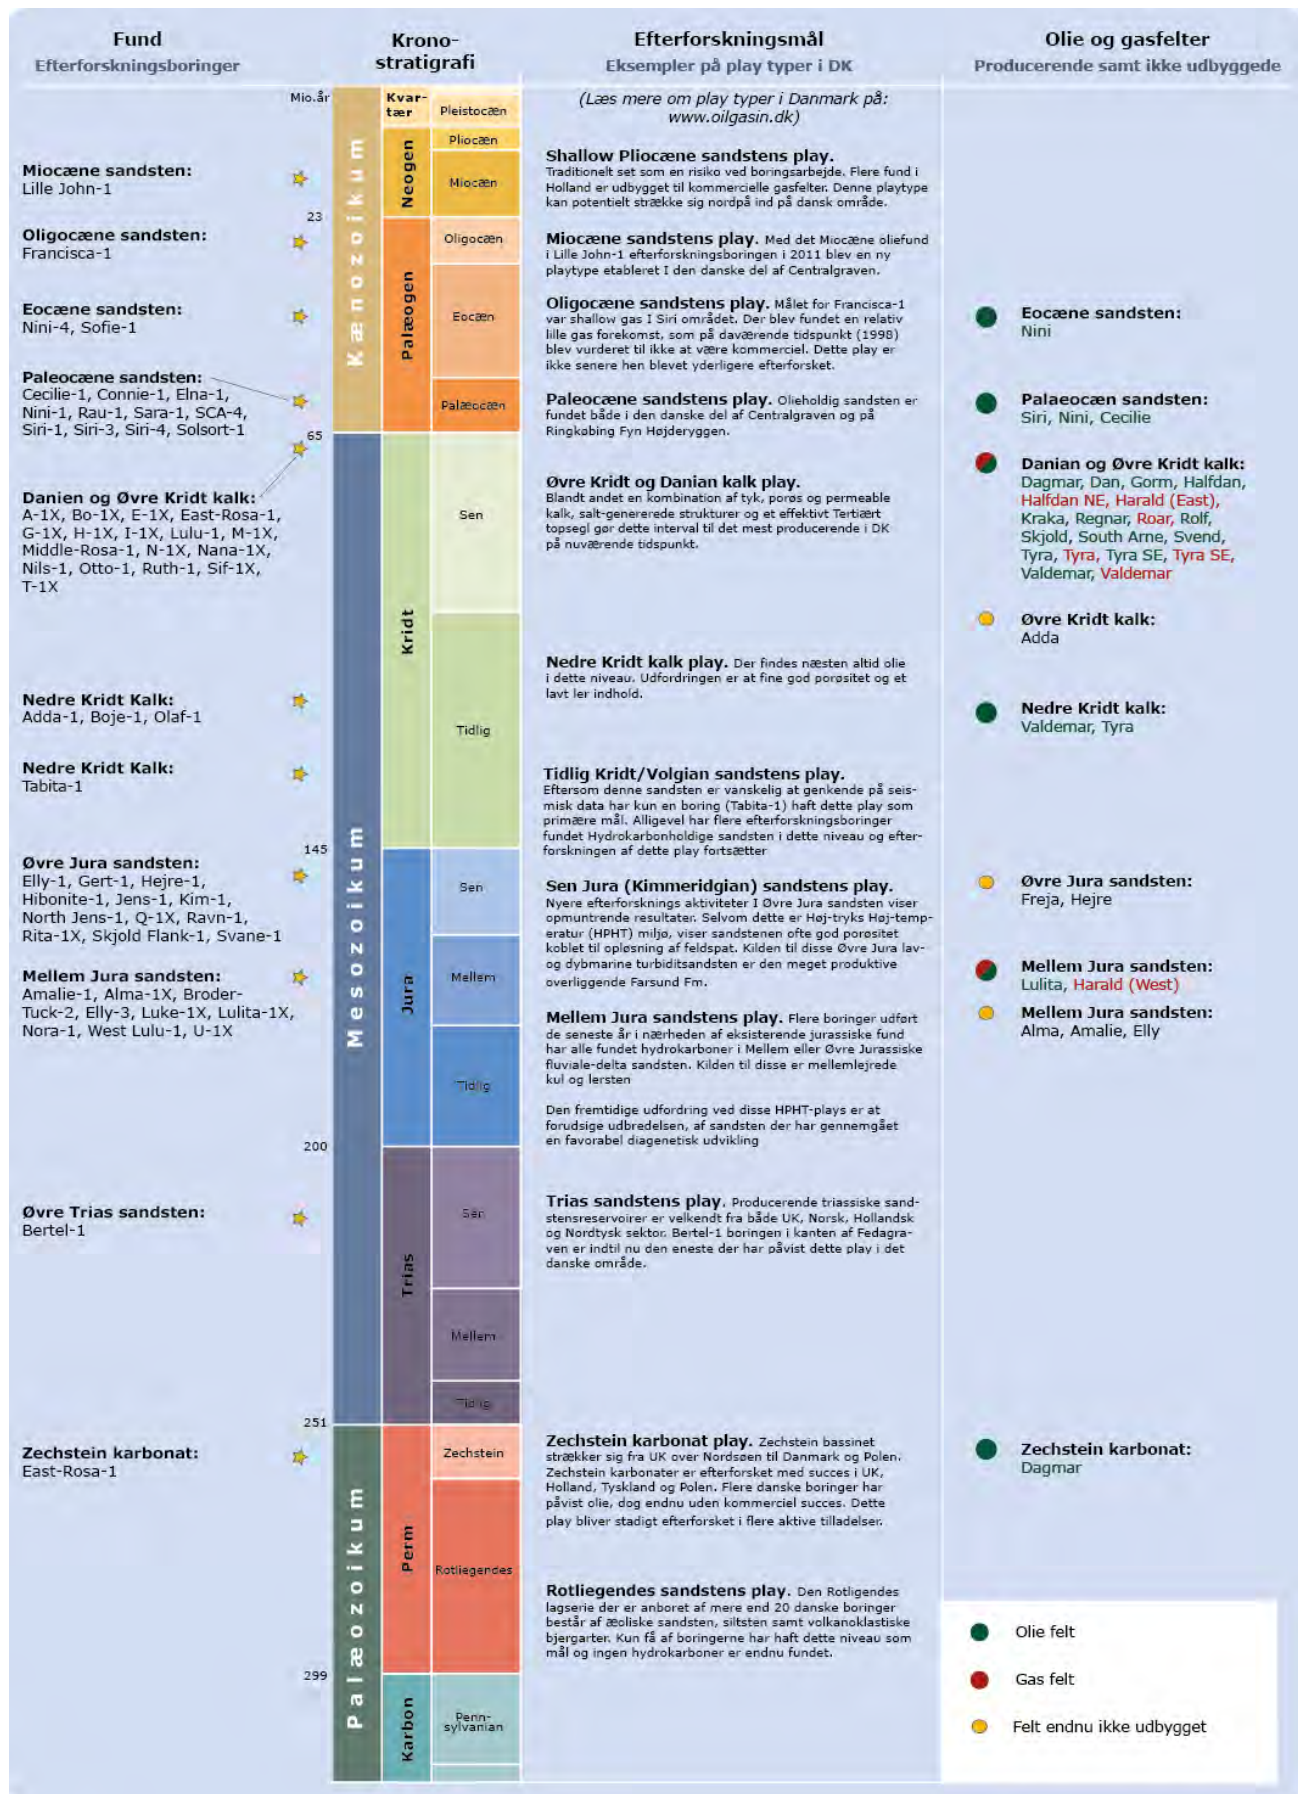 Fund
Efterforskningsboringer
Krono-
stratigrafi
Efterforskningsmål
Eksempler på play typer i DK
Olie og gasfelter
Producerende samt ikke udbyggede
Mio.år
Miocæne sandsten:
Lille John-1
23
Oligocæne sandsten:
Francisca-1
Eocæne sandsten:
Nini-4, Sofie-1
Paleocæne sandsten:
Cecilie-1, Connie-1, Elna-1,
Nini-1, Rau-1, Sara-1, SCA-4,
Siri-1, Siri-3, Siri-4, Solsort-1
65
Danien og Øvre Kridt kalk:
A-1X, Bo-1X, E-1X, East-Rosa-1,
G-1X, H-1X, I-1X, Lulu-1, M-1X,
Middle-Rosa-1, N-1X, Nana-1X,
Nils-1, Otto-1, Ruth-1, Sif-1X,
T-1X
Nedre Kridt Kalk:
Adda-1, Boje-1, Olaf-1
Nedre Kridt Kalk:
Tabita-1
145
Øvre Jura sandsten:
Elly-1, Gert-1, Hejre-1,
Hibonite-1, Jens-1, Kim-1,
North Jens-1, Q-1X, Ravn-1,
Rita-1X, Skjold Flank-1, Svane-1
Mellem Jura sandsten:
Amalie-1, Alma-1X, Broder-
Tuck-2, Elly-3, Luke-1X, Lulita-1X,
Nora-1, West Lulu-1, U-1X
200
Øvre Trias sandsten:
Bertel-1
251
Zechstein karbonat:
East-Rosa-1
299
Kænozoikum
Mesozoikum
Palæozoikum
Kvar-
tær
Neogen
Palæogen
Kridt
Jura
Trias
Perm
Karbon
Pleistocæn
Pliocæn
Miocæn
Oligocæn
Eocæn
Palæocæn
Sen
Tidlig
Sen
Mellem
Tidlig
Sen
Mellem
Tidlig
Zechstein
Rotliegendes
Penn-
sylvanian
(Læs mere om play typer i Danmark på:
www.oilgasin.dk)
Shallow Pliocæne sandstens play.
Traditionelt set som en risiko ved boringsarbejde. Flere fund i
Holland er udbygget til kommercielle gasfelter. Denne playtype
kan potentielt strække sig nordpå ind på dansk område.
Miocæne sandstens play. Med det Miocæne oliefund
i Lille John-1 efterforskningsboringen i 2011 blev en ny
playtype etableret I den danske del af Centralgraven.
Oligocæne sandstens play. Målet for Francisca-1
var shallow gas I Siri området. Der blev fundet en relativ
lille gas forekomst, som på daværende tidspunkt (1998)
blev vurderet til ikke at være kommerciel. Dette play er
ikke senere hen blevet yderligere efterforsket.
Paleocæne sandstens play. Olieholdig sandsten er
fundet både i den danske del af Centralgraven og på
Ringkøbing Fyn Højderyggen.
Øvre Kridt og Danian kalk play.
Blandt andet en kombination af tyk, porøs og permeable
kalk, salt-genererede strukturer og et effektivt Tertiært
topsegl gør dette interval til det mest producerende i DK
på nuværende tidspunkt.
Nedre Kridt kalk play. Der findes næsten altid olie
i dette niveau. Udfordringen er at fine god porøsitet og et
lavt ler indhold.
Tidlig Kridt/Volgian sandstens play.
Eftersom denne sandsten er vanskelig at genkende på seis-
misk data har kun en boring (Tabita-1) haft dette play som
primære mål. Alligevel har flere efterforskningsboringer
fundet Hydrokarbonholdige sandsten i dette niveau og efter-
forskningen af dette play fortsætter
Sen Jura (Kimmeridgian) sandstens play.
Nyere efterforsknings aktiviteter I Øvre Jura sandsten viser
opmuntrende resultater. Selvom dette er Høj-tryks Høj-temp-
eratur (HPHT) miljø, viser sandstenen ofte god porøsitet
koblet til opløsning af feldspat. Kilden til disse Øvre Jura lav-
og dybmarine turbiditsandsten er den meget produktive
overliggende Farsund Fm.
Mellem Jura sandstens play. Flere boringer udført
de seneste år i nærheden af eksisterende jurassiske fund
har alle fundet hydrokarboner i Mellem eller Øvre Jurassiske
fluviale-delta sandsten. Kilden til disse er mellemlejrede
kul og lersten
Den fremtidige udfordring ved disse HPHT-plays er at
forudsige udbredelsen, af sandsten der har gennemgået
en favorabel diagenetisk udvikling
Trias sandstens play. Producerende triassiske sand-
stensreservoirer er velkendt fra både UK, Norsk, Hollandsk
og Nordtysk sektor. Bertel-1 boringen i kanten af Fedagra-
ven er indtil nu den eneste der har påvist dette play i det
danske område.
Zechstein karbonat play. Zechstein bassinet
strækker sig fra UK over Nordsøen til Danmark og Polen.
Zechstein karbonater er efterforsket med succes i UK,
Holland, Tyskland og Polen. Flere danske boringer har
påvist olie, dog endnu uden kommerciel succes. Dette
play bliver stadigt efterforsket i flere aktive tilladelser.
Rotliegendes sandstens play. Den Rotligendes
lagserie der er anboret af mere end 20 danske boringer
består af æoliske sandsten, siltsten samt volkanoklastiske
bjergarter. Kun få af boringerne har haft dette niveau som
mål og ingen hydrokarboner er endnu fundet.
Eocæne sandsten:
Nini
Palaeocæn sandsten:
Siri, Nini, Cecilie
Danian og Øvre Kridt kalk:
Dagmar, Dan, Gorm, Halfdan,
Halfdan NE, Harald (East),
Kraka, Regnar, Roar, Rolf,
Skjold, South Arne, Svend,
Tyra, Tyra, Tyra SE, Tyra SE,
Valdemar, Valdemar
Øvre Kridt kalk:
Adda
Nedre Kridt kalk:
Valdemar, Tyra
Øvre Jura sandsten:
Freja, Hejre
Mellem Jura sandsten:
Lulita, Harald (West)
Mellem Jura sandsten:
Alma, Amalie, Elly
Zechstein karbonat:
Dagmar
Olie felt
Gas felt
Felt endnu ikke udbygget